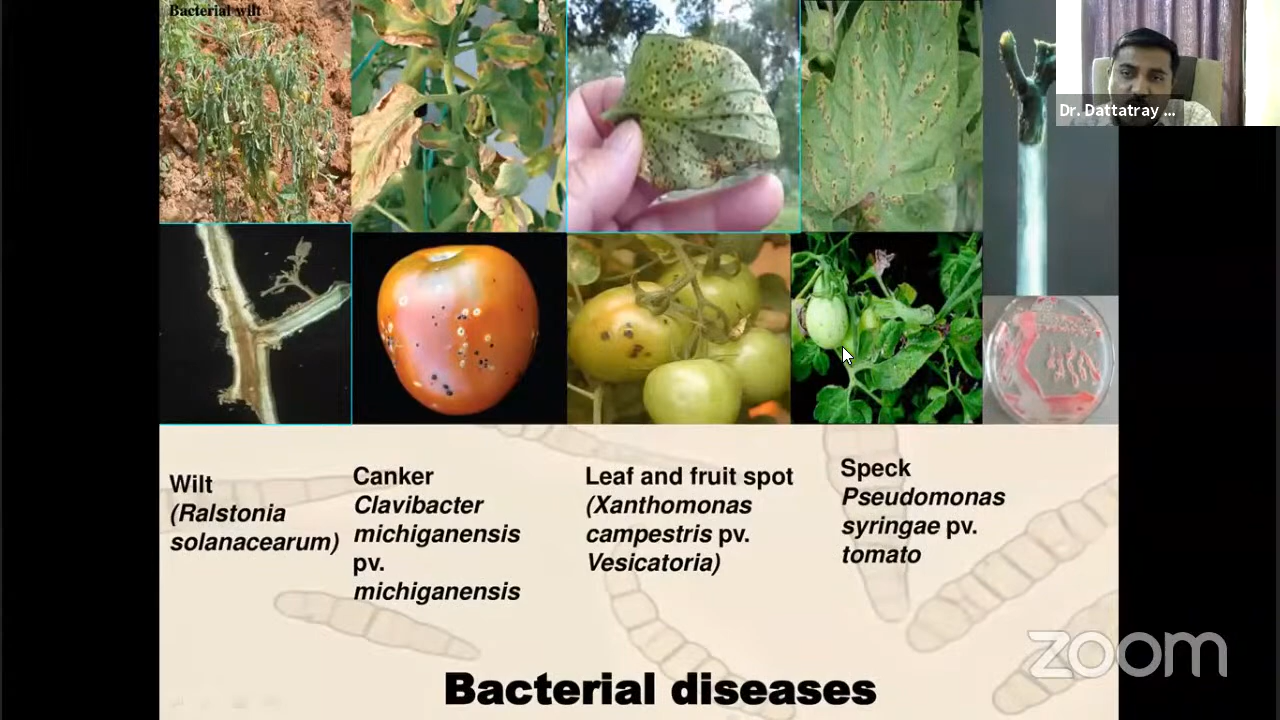 Bacterial wilt
Dr. Dattatray ...
Wilt
(Ralstonia
solanacearum)
Canker
Clavibacter
michiganensis
pv.
michiganensis
Leaf and fruit spot
(Xanthomonas
campestris pv.
Vesicatoria)
Speck
Pseudomonas
syringae pv.
tomato
zoom
Bacterial diseases